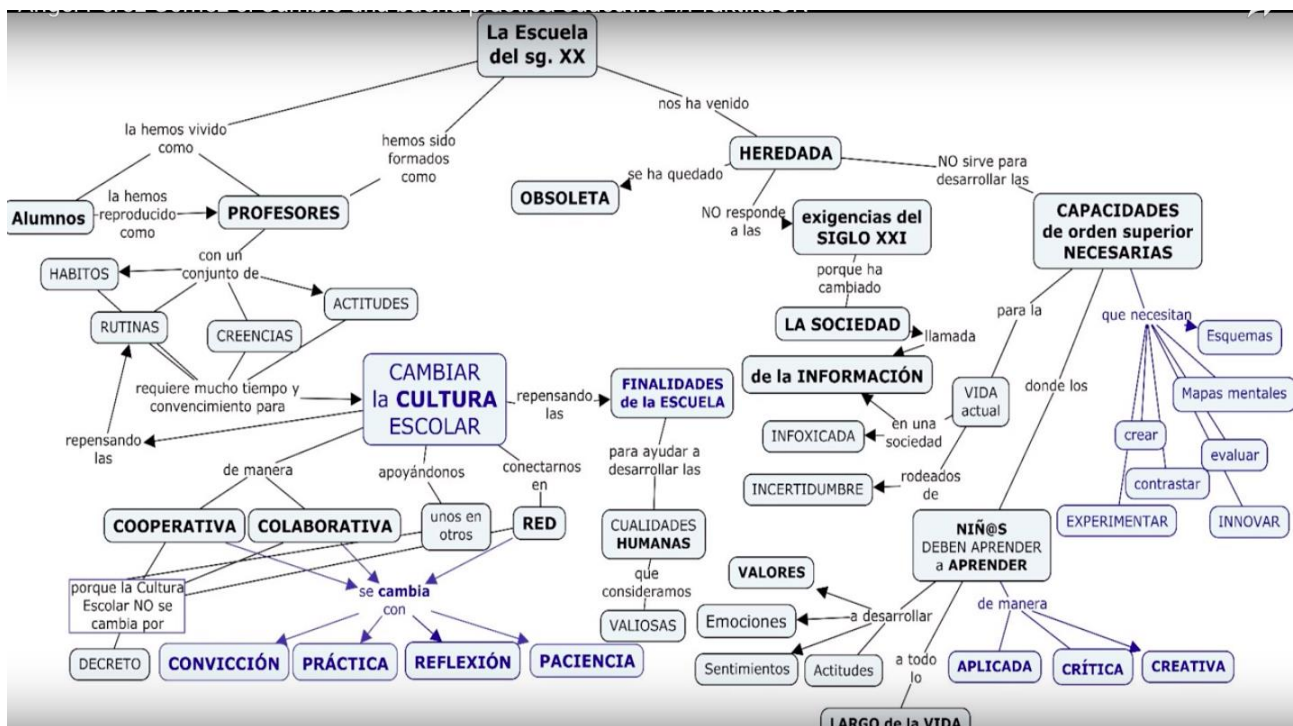 La Escuela
del sg. XX
nos ha venido
la hemos vivido
como
hemos sido
formados
como
HEREDADA
se ha quedado
OBSOLETA
NO sirve para
desarrollar las
Alumnos
la hemos
reproducido
como
PROFESORES
NO responde
a las
exigencias del
SIGLO XXI
CAPACIDADES
de orden superior
NECESARIAS
con un
conjunto de
HABITOS
ACTITUDES
RUTINAS
CREENCIAS
porque ha
cambiado
LA SOCIEDAD
llamada
para la
que necesitan
Esquemas
requiere mucho tiempo y
convencimiento para
CAMBIAR
la CULTURA
ESCOLAR
repensando
las
FINALIDADES
de la ESCUELA
de la INFORMACIÓN
VIDA
actual
donde los
Mapas mentales
en una
sociedad
INFOXICADA
crear
evaluar
contrastar
repensando
las
de manera
apoyándonos
conectarnos
en
para ayudar a
desarrollar las
rodeados
de
INCERTIDUMBRE
EXPERIMENTAR
INNOVAR
COOPERATIVA
COLABORATIVA
unos en
otros
RED
CUALIDADES
HUMANAS
NIÑ@S
DEBEN APRENDER
a APRENDER
porque la Cultura
Escolar NO se
cambia por
se cambia
con
que
consideramos
VALORES
Emociones
a desarrollar
de manera
VALIOSAS
DECRETO
CONVICCIÓN
PRÁCTICA
REFLEXIÓN
PACIENCIA
Sentimientos
Actitudes
a todo
lo
APLICADA
CRÍTICA
CREATIVA
LARGO de la VIDA